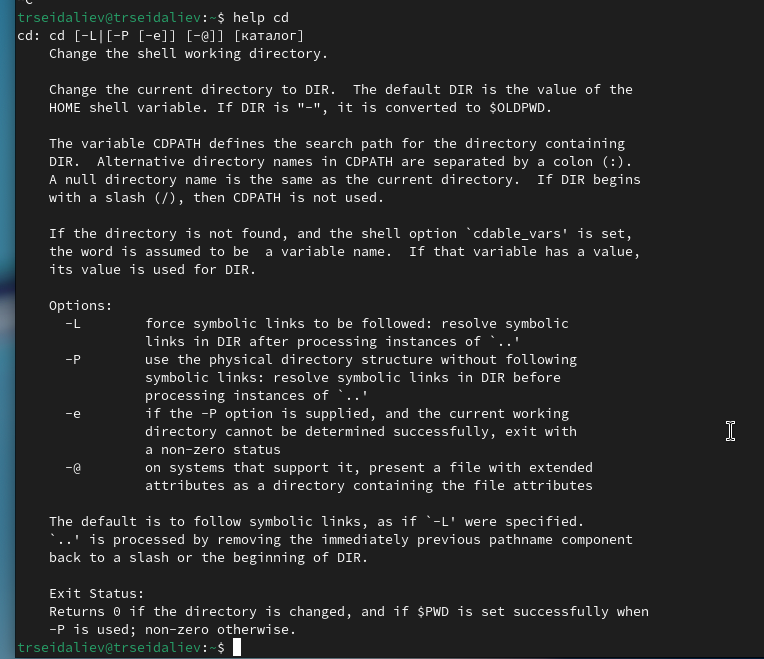 trseidaliev@trseidaliev:~$ help cd
cd: cd [-L|[-P [-e]] [-@]] [каталог]
    Change the shell working directory.

    Change the current directory to DIR.  The default DIR is the value of the
    HOME shell variable. If DIR is "-", it is converted to $OLDPWD.

    The variable CDPATH defines the search path for the directory containing
    DIR.  Alternative directory names in CDPATH are separated by a colon (:).
    A null directory name is the same as the current directory.  If DIR begins
    with a slash (/), then CDPATH is not used.

    If the directory is not found, and the shell option `cdable_vars' is set,
    the word is assumed to be  a variable name.  If that variable has a value,
    its value is used for DIR.

    Options:
      -L        force symbolic links to be followed: resolve symbolic
                links in DIR after processing instances of `..'
      -P        use the physical directory structure without following
                symbolic links: resolve symbolic links in DIR before
                processing instances of `..'
      -e        if the -P option is supplied, and the current working
                directory cannot be determined successfully, exit with
                a non-zero status
      -@        on systems that support it, present a file with extended
                attributes as a directory containing the file attributes

    The default is to follow symbolic links, as if `-L' were specified.
    `..' is processed by removing the immediately previous pathname component
    back to a slash or the beginning of DIR.

    Exit Status:
    Returns 0 if the directory is changed, and if $PWD is set successfully when
    -P is used; non-zero otherwise.
trseidaliev@trseidaliev:~$